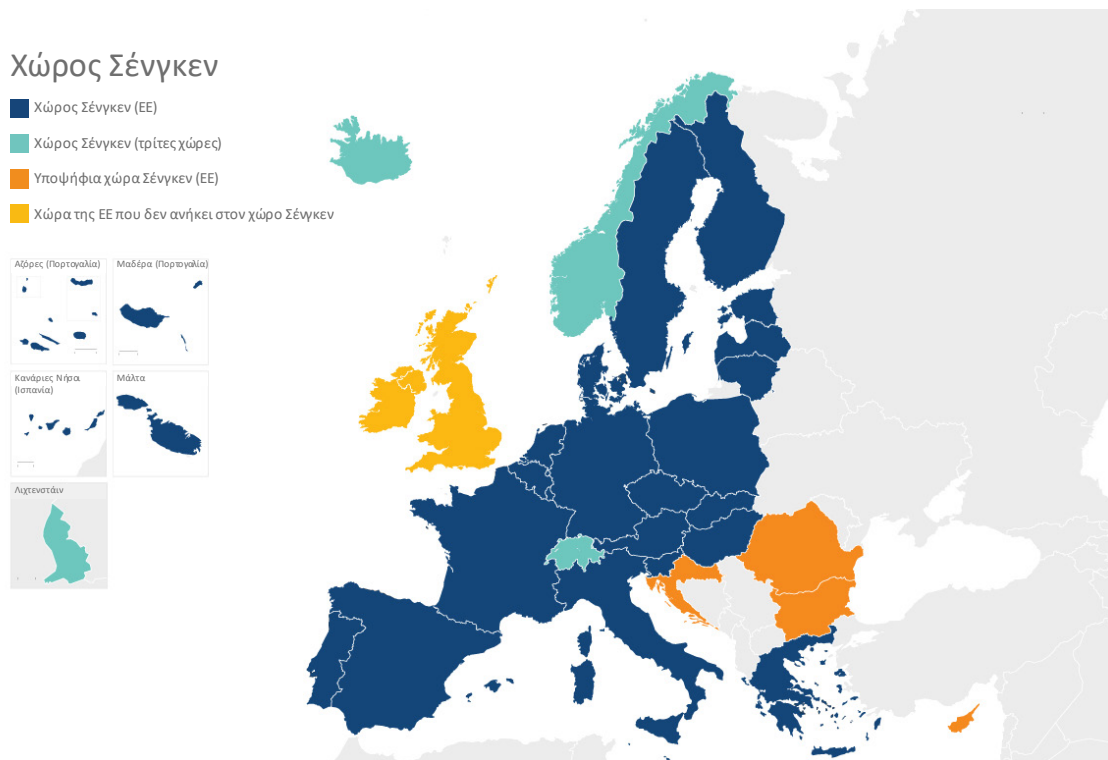 Χώρος Σένγκεν
Χώρος Σένγκεν (ΕΕ)
Χώρος Σένγκεν (τρίτες χώρες)
Υποψήφια χώρα Σένγκεν (ΕΕ)
Χώρα της ΕΕ που δεν ανήκει στον χώρο Σένγκεν
Αζόρες (Πορτογαλία)
Μαδέρα (Πορτογαλία)
Κανάριες Νήσοι
(Ισπανία)
Μάλτα
Λιχτενστάιν